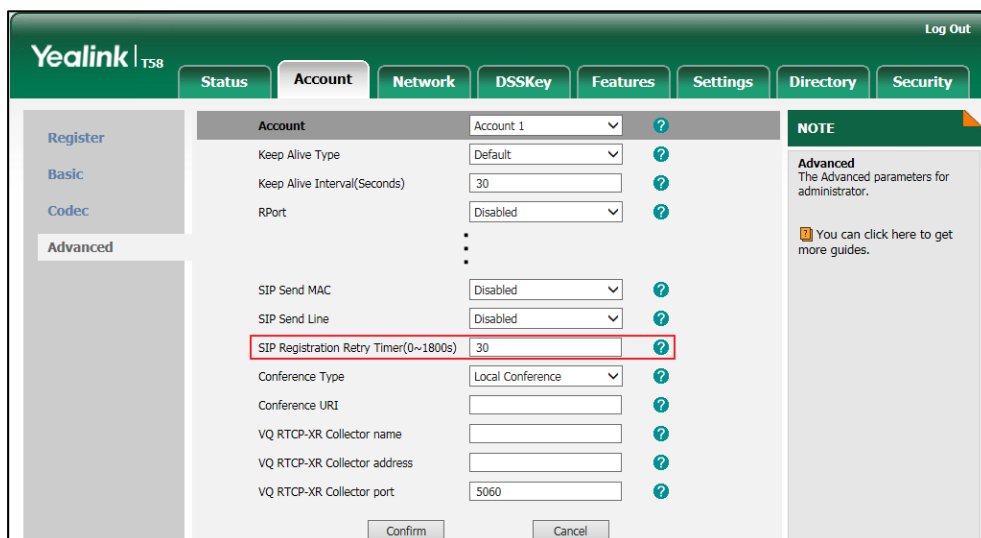 Log Out
Yealink T58
Status Account Network DSSKey Features Settings Directory Security
Register
Basic
Codec
Advanced
Account Account 1 ?
Keep Alive Type Default ?
Keep Alive Interval(Seconds) 30 ?
RPort Disabled ?
SIP Send MAC Disabled ?
SIP Send Line Disabled ?
SIP Registration Retry Timer(0~1800s) 30 ?
Conference Type Local Conference ?
Conference URI ?
VQ RTCP-XR Collector name ?
VQ RTCP-XR Collector address ?
VQ RTCP-XR Collector port 5060 ?
Confirm Cancel
NOTE
Advanced
The Advanced parameters for
administrator.
? You can click here to get
more guides.